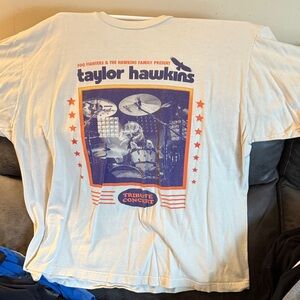 FOO FIGHTERS & THE HAWKINS FAMILY PRESENT
taylor hawkins
TRIBUTE
CONCERT